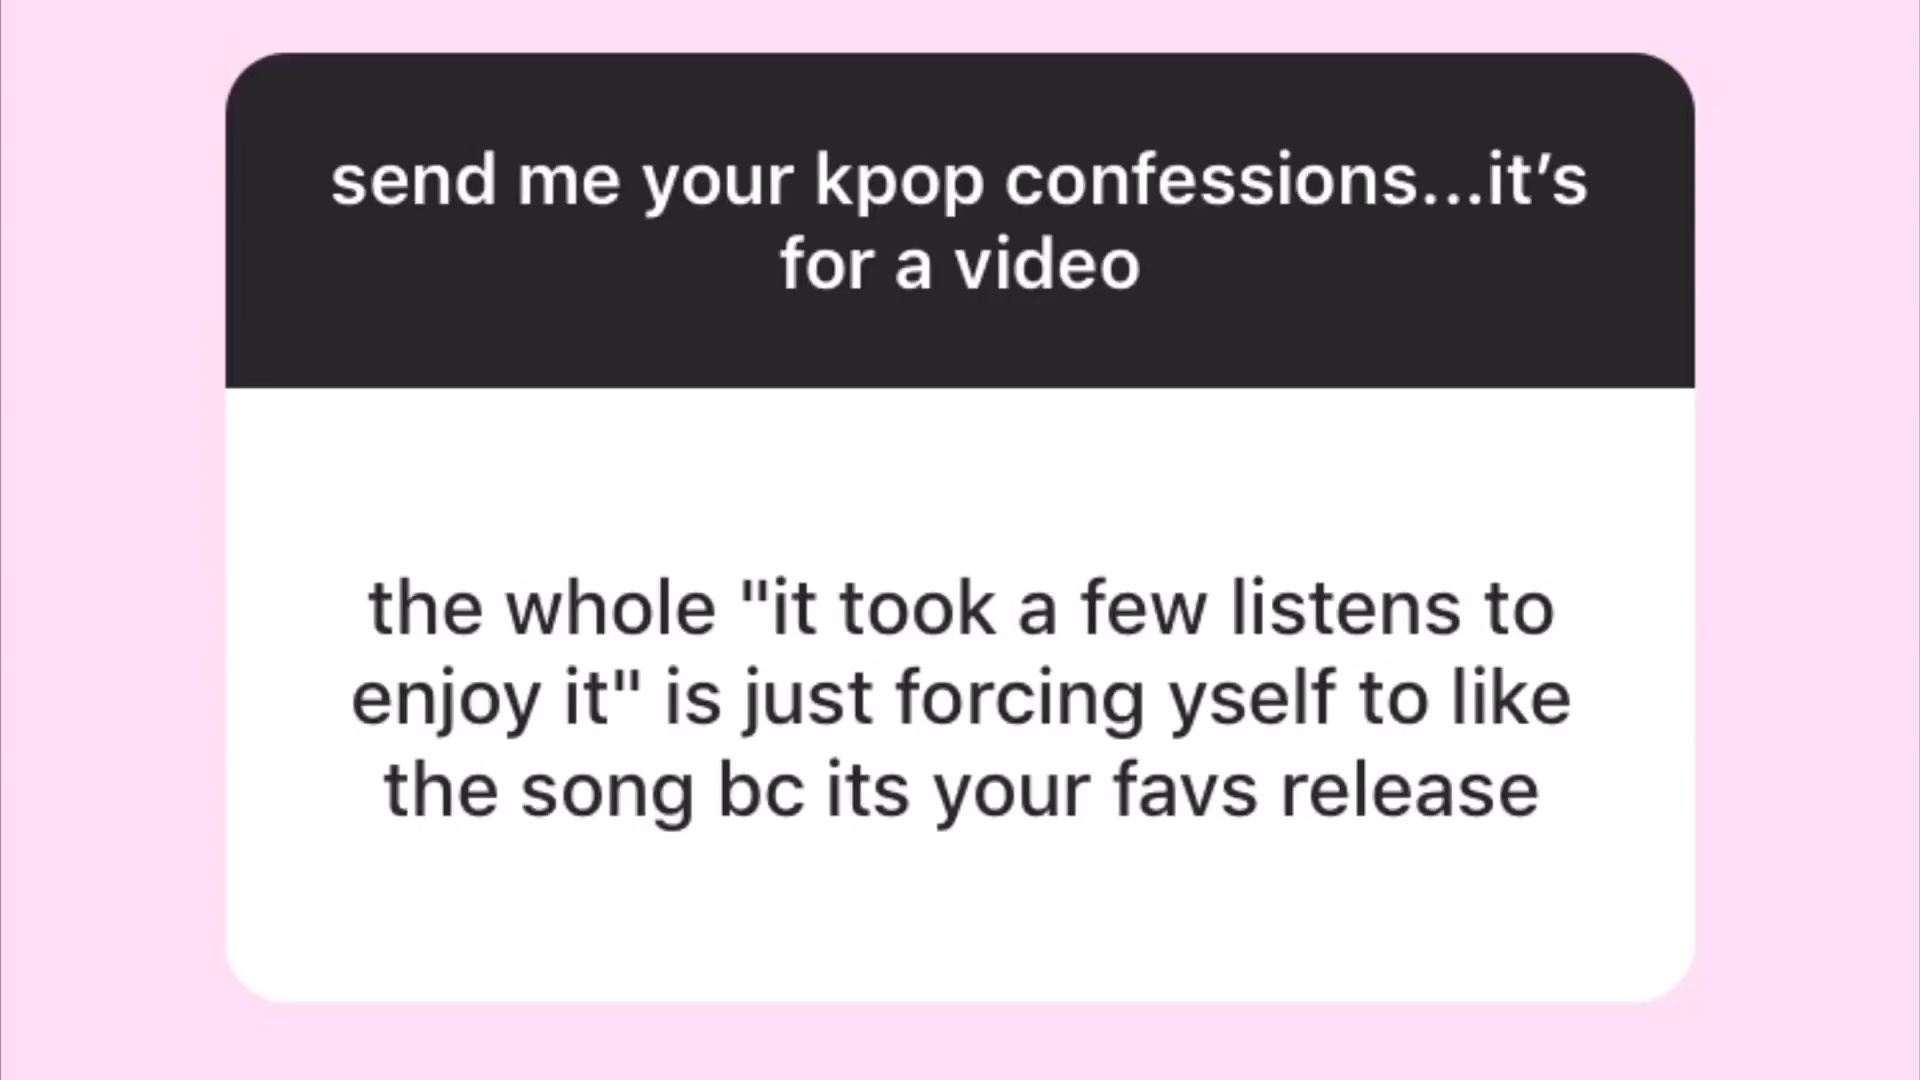 send me your kpop confessions...it’s
for a video
the whole "it took a few listens to
enjoy it" is just forcing yself to like
the song bc its your favs release